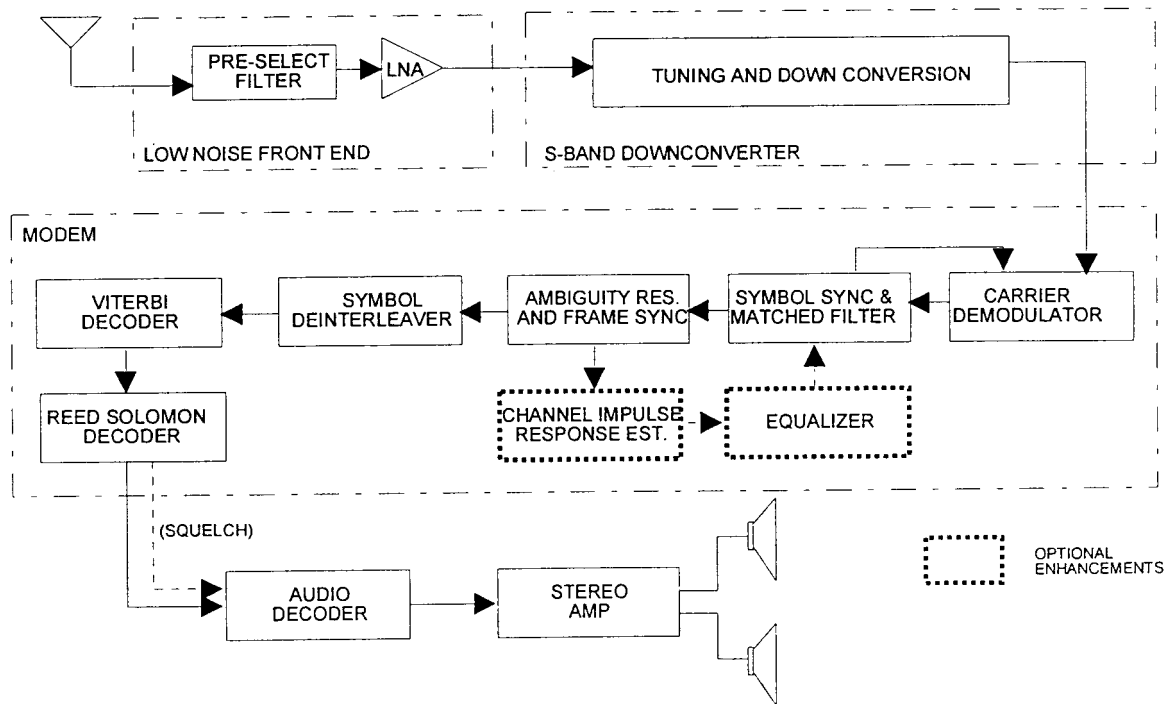 PRE-SELECT
FILTER
LNA
TUNING AND DOWN CONVERSION
LOW NOISE FRONT END
S-BAND DOWNCONVERTER
MODEM
VITERBI
DECODER
SYMBOL
DEINTERLEAVER
AMBIGUITY RES.
AND FRAME SYNC
SYMBOL SYNC &
MATCHED FILTER
CARRIER
DEMODULATOR
REED SOLOMON
DECODER
CHANNEL IMPULSE
RESPONSE EST.
EQUALIZER
(SQUELCH)
AUDIO
DECODER
STEREO
AMP
OPTIONAL
ENHANCEMENTS